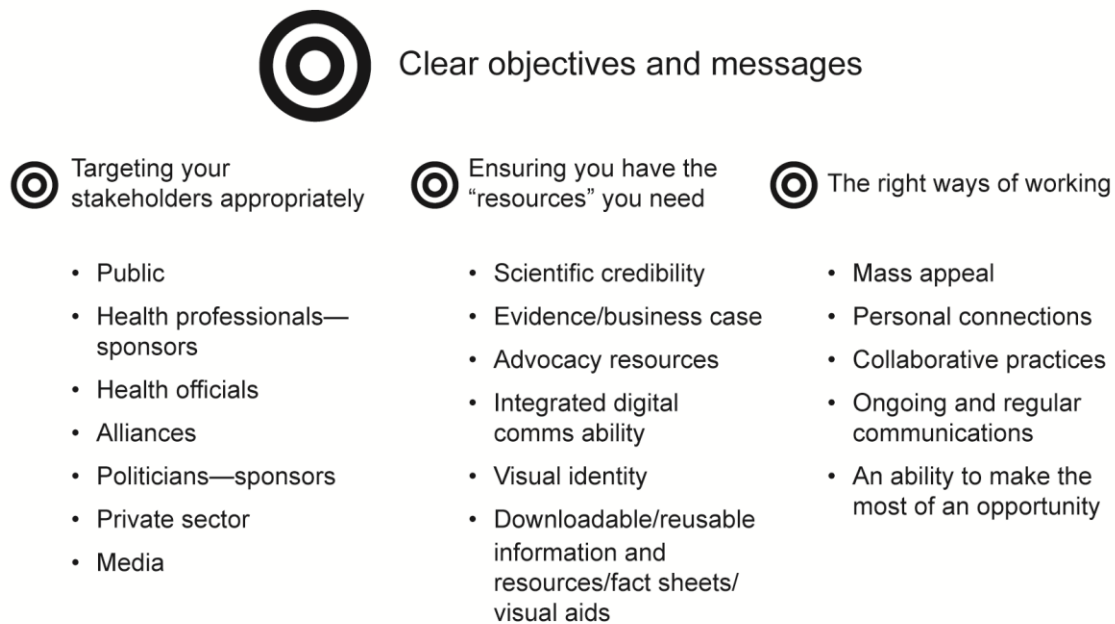 Clear objectives and messages
Targeting your
stakeholders appropriately
• Public
• Health professionals—
sponsors
• Health officials
• Alliances
• Politicians—sponsors
• Private sector
• Media
Ensuring you have the
“resources” you need
• Scientific credibility
• Evidence/business case
• Advocacy resources
• Integrated digital
comms ability
• Visual identity
• Downloadable/reusable
information and
resources/fact sheets/
visual aids
The right ways of working
• Mass appeal
• Personal connections
• Collaborative practices
• Ongoing and regular
communications
• An ability to make the
most of an opportunity